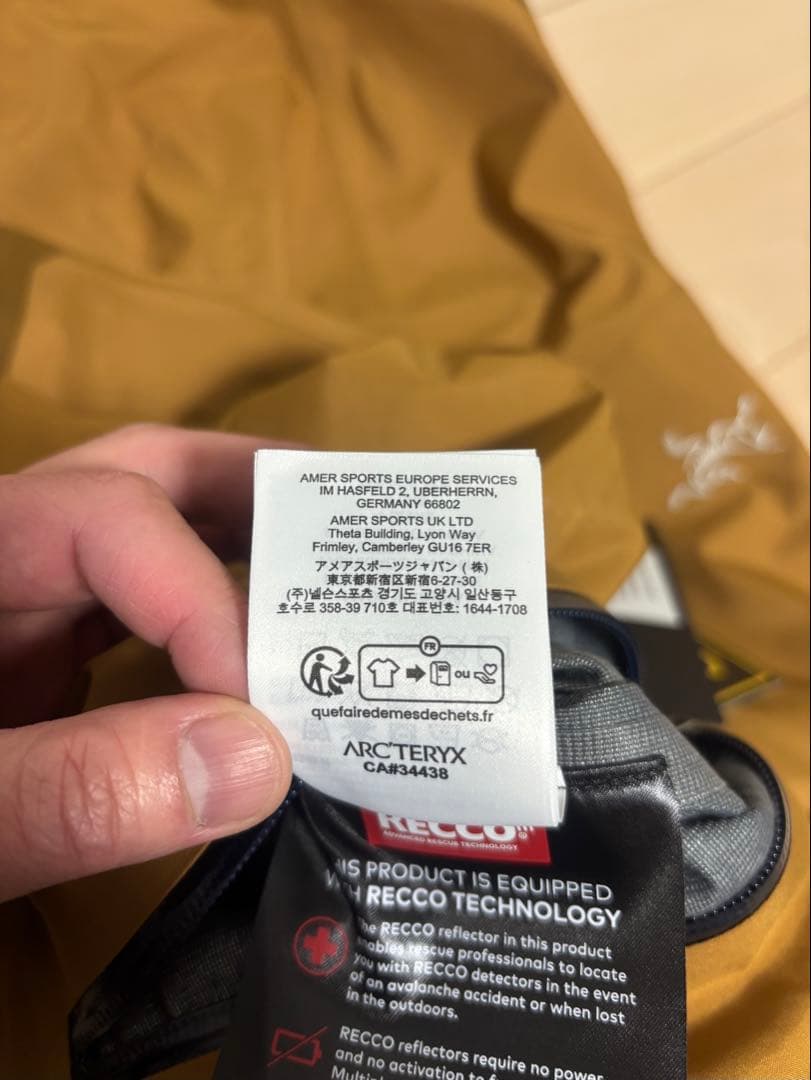 AMER SPORTS EUROPE SERVICES
IM HASFELD 2, UBERHERRN,
GERMANY 66802
AMER SPORTS UK LTD
Theta Building, Lyon Way
Frimley, Camberley GU16 7ER
アメアスポーツジャパン (株)
東京都新宿区新宿6-27-30
(주)넬슨스포츠 경기도 고양시 일산동구
호수로 358-39 710호 대표번호: 1644-1708
FR
ou
quefairedemesdechets.fr
ARC'TERYX
CA#34438
RECCO
ADVANCED RESCUE TECHNOLOGY
PRODUCT IS EQUIPPED
RECCO TECHNOLOGY
RECCO reflector in this product
rescue professionals to locate
you with RECCO detectors in the event
of an avalanche accident or when lost
in the outdoors.
RECCO reflectors require no power
and no activation to